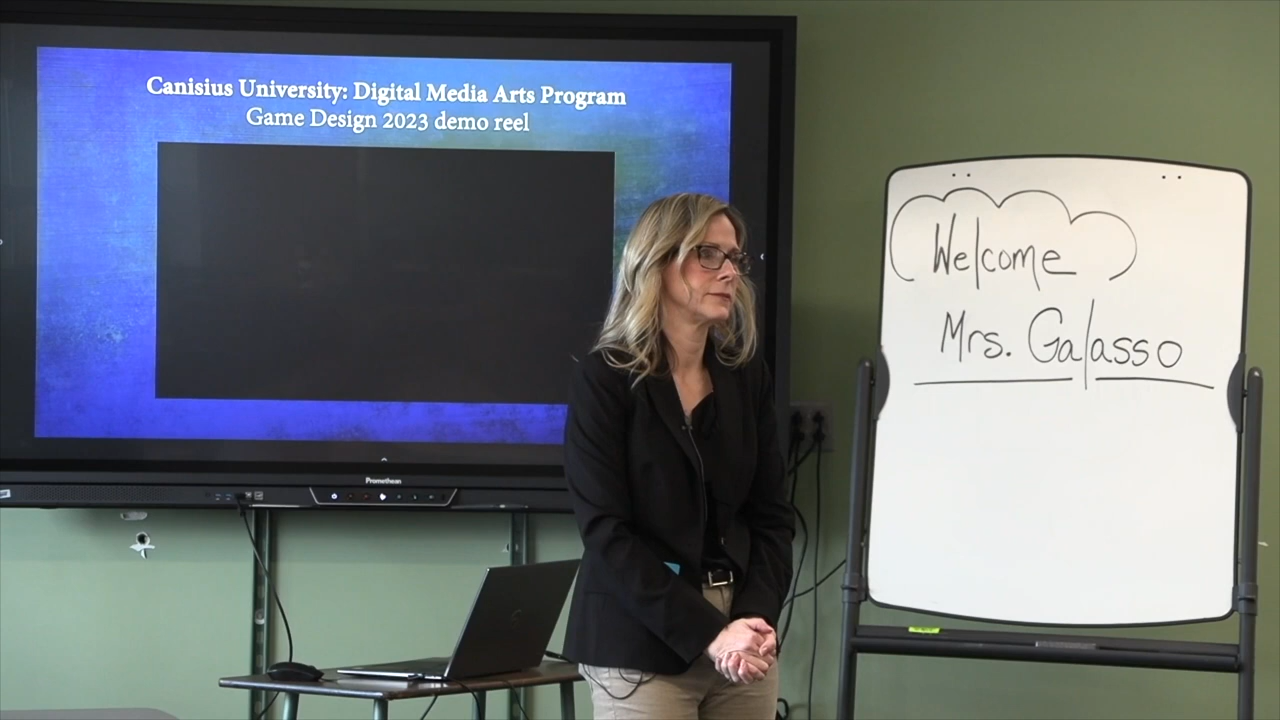 Canisius University: Digital Media Arts Program
Game Design 2023 demo reel
Promethean
Welcome
Mrs. Galasso